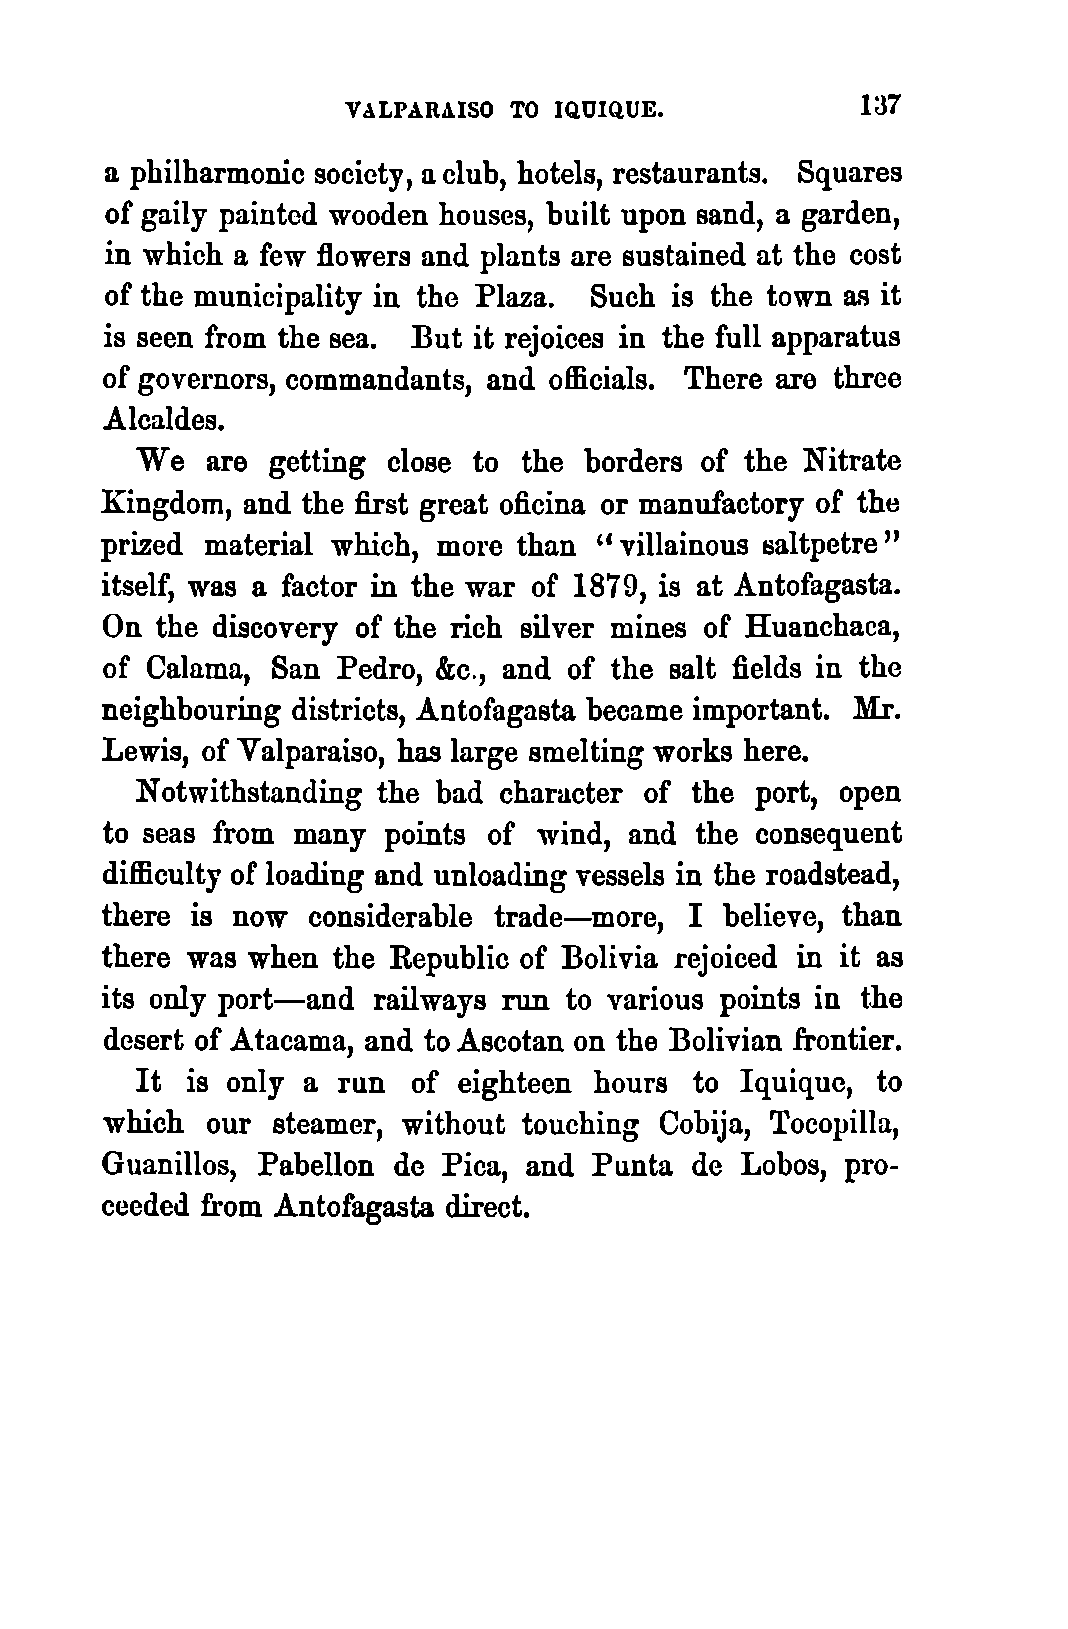 VALPARAISO TO IQUIQUE. 137
a philharmonic society, a club, hotels, restaurants. Squares
of gaily painted wooden houses, built upon sand, a garden,
in which a few flowers and plants are sustained at the cost
of the municipality in the Plaza. Such is the town as it
is seen from the sea. But it rejoices in the full apparatus
of governors, commandants, and officials. There are three
Alcaldes.
We are getting close to the borders of the Nitrate
Kingdom, and the first great oficina or manufactory of the
prized material which, more than "villainous saltpetre"
itself, was a factor in the war of 1879, is at Antofagasta.
On the discovery of the rich silver mines of Huanchaca,
of Calama, San Pedro, &c., and of the salt fields in the
neighbouring districts, Antofagasta became important. Mr.
Lewis, of Valparaiso, has large smelting works here.
Notwithstanding the bad character of the port, open
to seas from many points of wind, and the consequent
difficulty of loading and unloading vessels in the roadstead,
there is now considerable trade—more, I believe, than
there was when the Republic of Bolivia rejoiced in it as
its only port—and railways run to various points in the
desert of Atacama, and to Ascotan on the Bolivian frontier.
It is only a run of eighteen hours to Iquique, to
which our steamer, without touching Cobija, Tocopilla,
Guanillos, Pabellon de Pica, and Punta de Lobos, pro-
ceeded from Antofagasta direct.